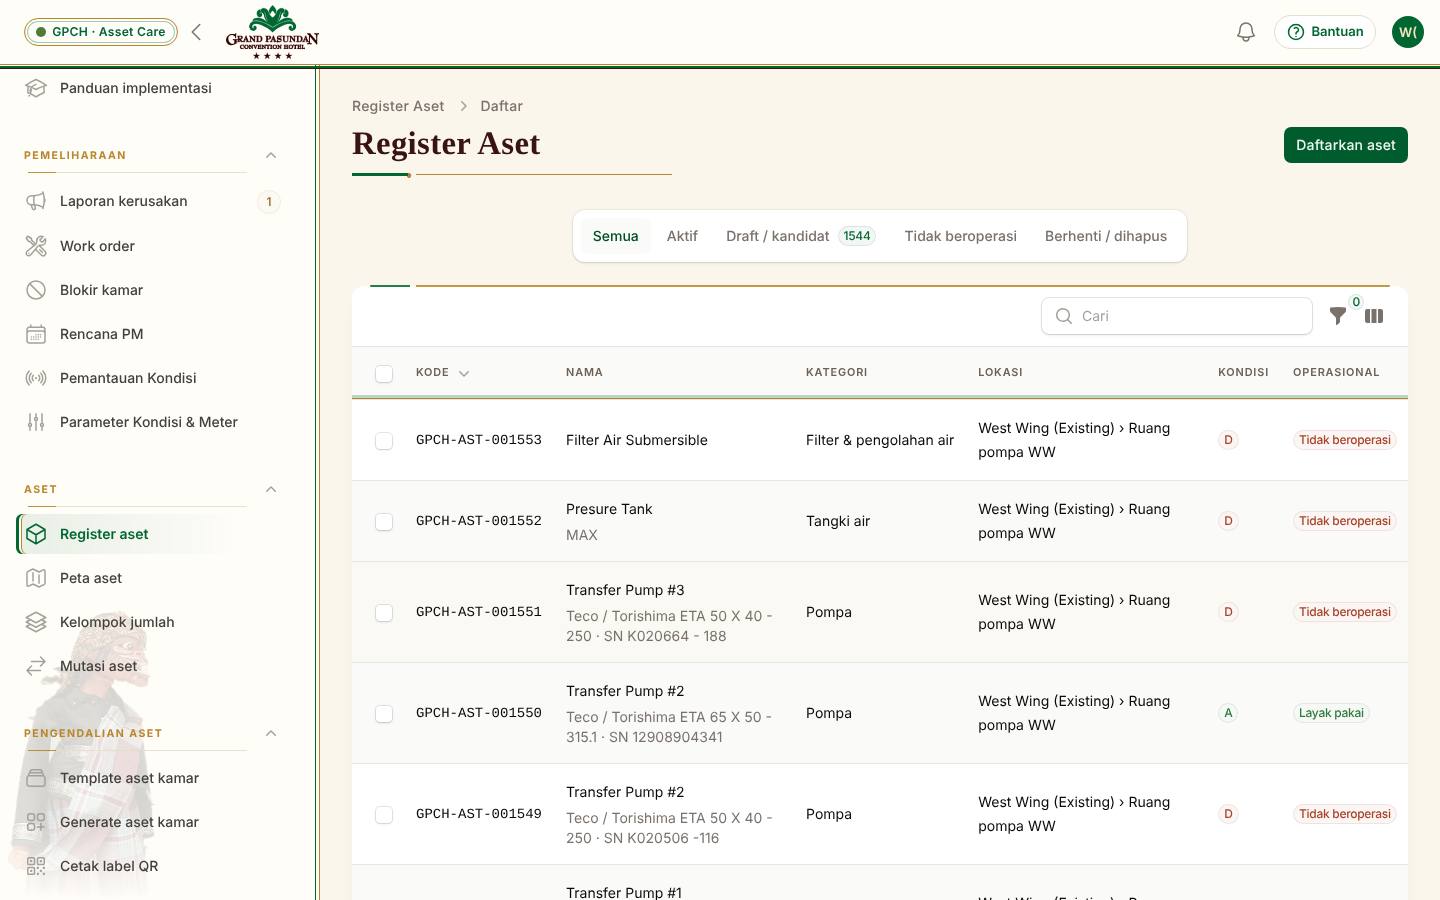 GPCH · Asset Care
GRAND PASUNDAN
CONVENTION HOTEL
Bantuan
W(
Panduan implementasi
PEMELIHARAAN
Laporan kerusakan
1
Work order
Blokir kamar
Rencana PM
Pemantauan Kondisi
Parameter Kondisi & Meter
ASET
Register aset
Peta aset
Kelompok jumlah
Mutasi aset
PENGENDALIAN ASET
Template aset kamar
Generate aset kamar
Cetak label QR
Register Aset > Daftar
Register Aset
Daftarkan aset
Semua
Aktif
Draft / kandidat 1544
Tidak beroperasi
Berhenti / dihapus
Cari
0
KODE NAMA KATEGORI LOKASI KONDISI OPERASIONAL
GPCH-AST-001553
Filter Air Submersible
Filter & pengolahan air
West Wing (Existing) › Ruang
pompa WW
D
Tidak beroperasi
GPCH-AST-001552
Presure Tank
MAX
Tangki air
West Wing (Existing) › Ruang
pompa WW
D
Tidak beroperasi
GPCH-AST-001551
Transfer Pump #3
Teco / Torishima ETA 50 X 40 -
250 · SN K020664 - 188
Pompa
West Wing (Existing) › Ruang
pompa WW
D
Tidak beroperasi
GPCH-AST-001550
Transfer Pump #2
Teco / Torishima ETA 65 X 50 -
315.1 · SN 12908904341
Pompa
West Wing (Existing) › Ruang
pompa WW
A
Layak pakai
GPCH-AST-001549
Transfer Pump #2
Teco / Torishima ETA 50 X 40 -
250 · SN K020506 -116
Pompa
West Wing (Existing) › Ruang
pompa WW
D
Tidak beroperasi
Transfer Pump #1
West Wing (Existing) › Ruang